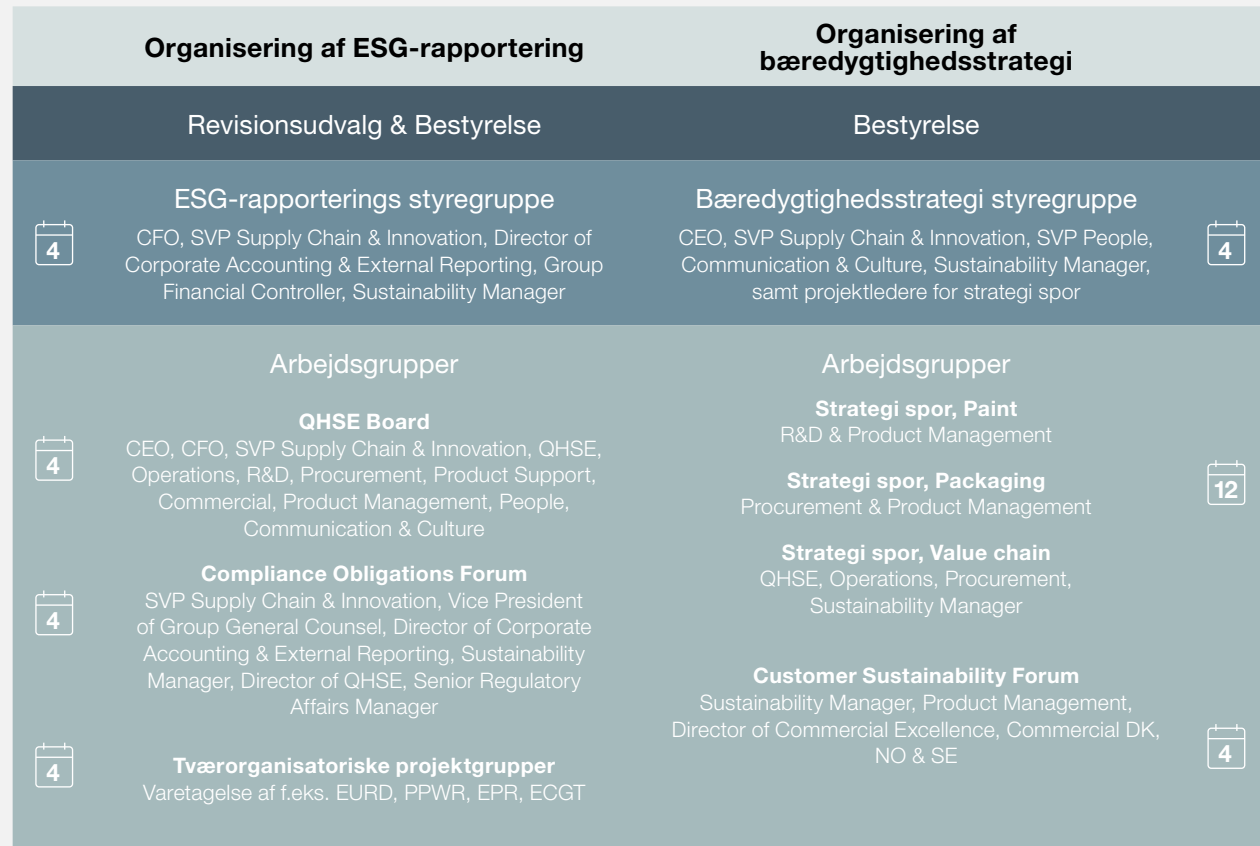 Organisering af ESG-rapportering
Revisionsudvalg & Bestyrelse
ESG-rapporterings styregruppe
4
CFO, SVP Supply Chain & Innovation, Director of
Corporate Accounting & External Reporting, Group
Financial Controller, Sustainability Manager
Arbejdsgrupper
QHSE Board
4
CEO, CFO, SVP Supply Chain & Innovation, QHSE,
Operations, R&D, Procurement, Product Support,
Commercial, Product Management, People,
Communication & Culture
Compliance Obligations Forum
4
SVP Supply Chain & Innovation, Vice President
of Group General Counsel, Director of Corporate
Accounting & External Reporting, Sustainability
Manager, Director of QHSE, Senior Regulatory
Affairs Manager
4
Tværorganisatoriske projektgrupper
Varetagelse af f.eks. EURD, PPWR, EPR, ECGT
Organisering af
bæredygtighedsstrategi
Bestyrelse
Bæredygtighedsstrategi styregruppe
CEO, SVP Supply Chain & Innovation, SVP People,
Communication & Culture, Sustainability Manager,
samt projektledere for strategi spor
4
Arbejdsgrupper
Strategi spor, Paint
R&D & Product Management
Strategi spor, Packaging
Procurement & Product Management
12
Strategi spor, Value chain
QHSE, Operations, Procurement,
Sustainability Manager
Customer Sustainability Forum
Sustainability Manager, Product Management,
Director of Commercial Excellence, Commercial DK,
NO & SE
4